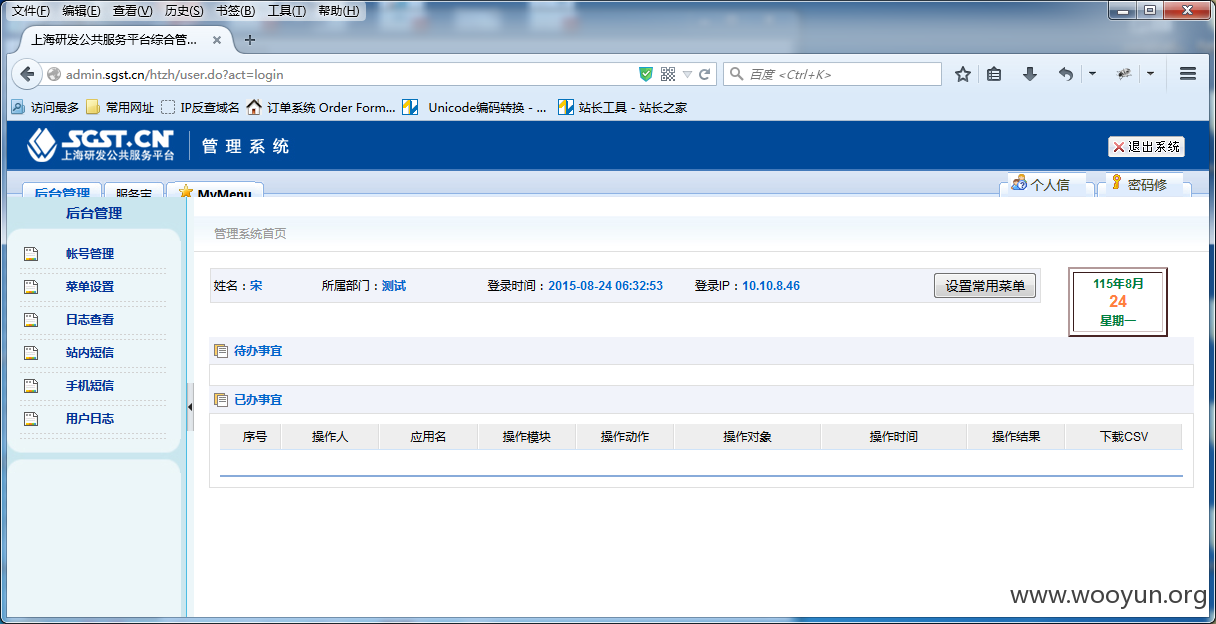 文件(F) 编辑(E) 查看(V) 历史(S) 书签(B) 工具(T) 帮助(H)
上海研发公共服务平台综合管...
admin.sgst.cn/htzh/user.do?act=login
百度 <Ctrl+K>
访问最多 常用网址 IP反查域名 订单系统 Order Form... Unicode编码转换 - ... 站长工具 - 站长之家
SGST.CN
上海研发公共服务平台
管理系统
退出系统
后台管理 服务宝 MyMenu 个人信 密码修
后台管理
帐号管理
菜单设置
日志查看
站内短信
手机短信
用户日志
管理系统首页
姓名：宋 所属部门：测试 登录时间：2015-08-24 06:32:53 登录IP：10.10.8.46 设置常用菜单
115年8月
24
星期一
待办事宜
已办事宜
序号 操作人 应用名 操作模块 操作动作 操作对象 操作时间 操作结果 下载CSV
www.wooyun.org